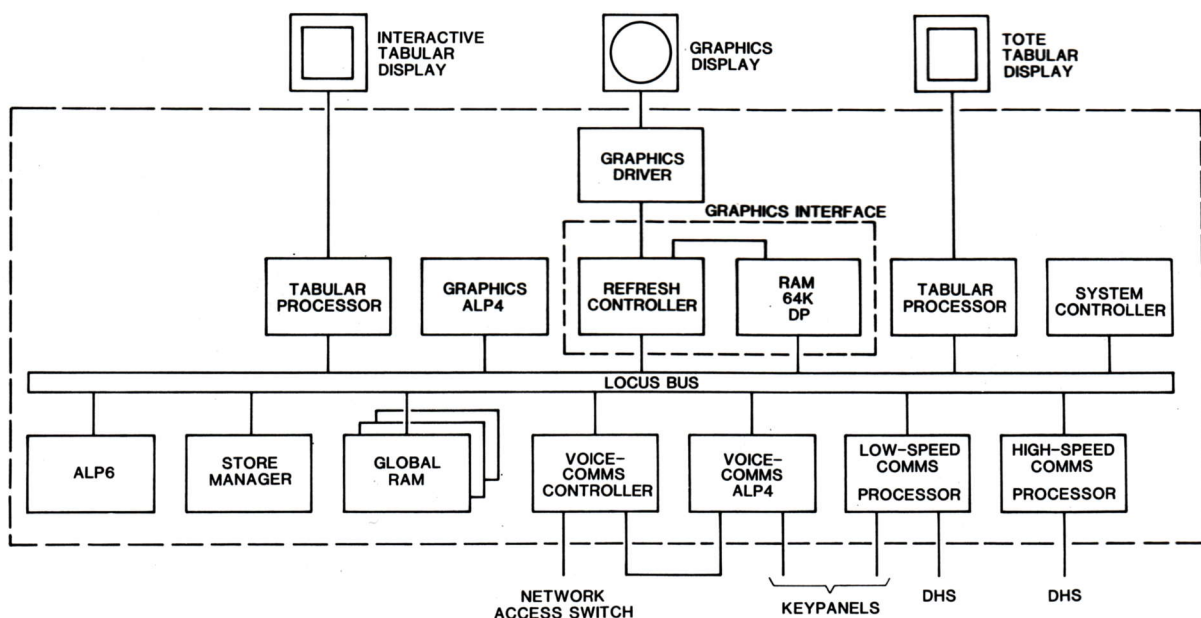 INTERACTIVE
TABULAR
DISPLAY
GRAPHICS
DISPLAY
TOTE
TABULAR
DISPLAY
GRAPHICS
DRIVER
GRAPHICS INTERFACE
TABULAR
PROCESSOR
GRAPHICS
ALP4
REFRESH
CONTROLLER
RAM
64K
DP
TABULAR
PROCESSOR
SYSTEM
CONTROLLER
LOCUS BUS
ALP6
STORE
MANAGER
GLOBAL
RAM
VOICE-
COMMS
CONTROLLER
VOICE-
COMMS
ALP4
LOW-SPEED
COMMS
PROCESSOR
HIGH-SPEED
COMMS
PROCESSOR
NETWORK
ACCESS SWITCH
KEYPANELS
DHS
DHS